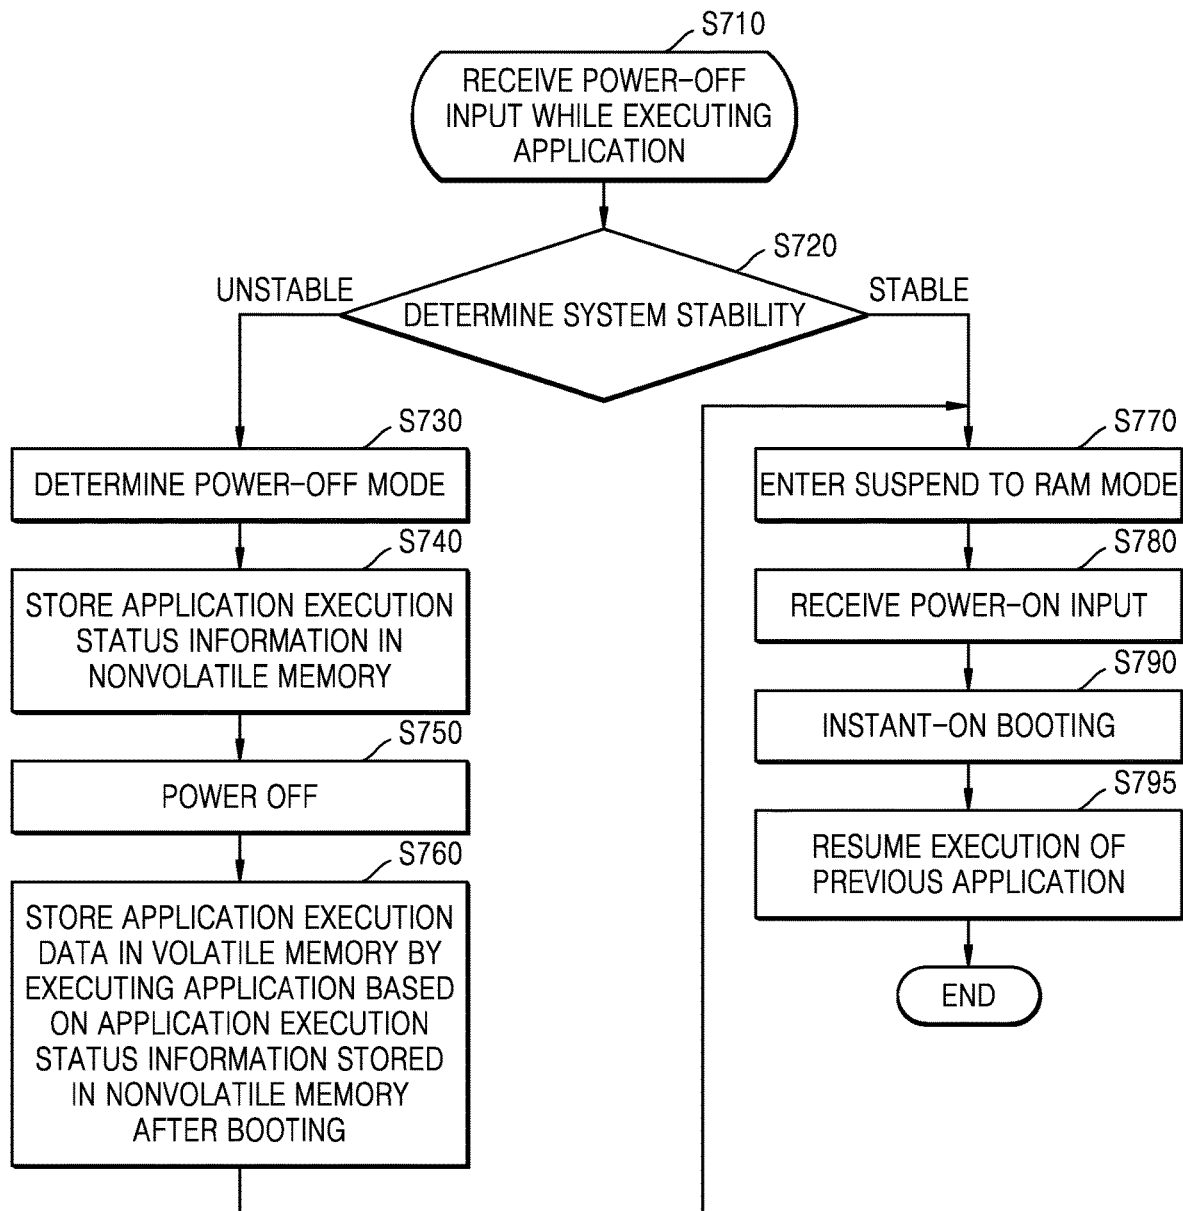 S710
RECEIVE POWER-OFF
INPUT WHILE EXECUTING
APPLICATION
S720
UNSTABLE
STABLE
DETERMINE SYSTEM STABILITY
S730
DETERMINE POWER-OFF MODE
S740
STORE APPLICATION EXECUTION
STATUS INFORMATION IN
NONVOLATILE MEMORY
S750
POWER OFF
S760
STORE APPLICATION EXECUTION
DATA IN VOLATILE MEMORY BY
EXECUTING APPLICATION BASED
ON APPLICATION EXECUTION
STATUS INFORMATION STORED
IN NONVOLATILE MEMORY
AFTER BOOTING
S770
ENTER SUSPEND TO RAM MODE
S780
RECEIVE POWER-ON INPUT
S790
INSTANT-ON BOOTING
S795
RESUME EXECUTION OF
PREVIOUS APPLICATION
END